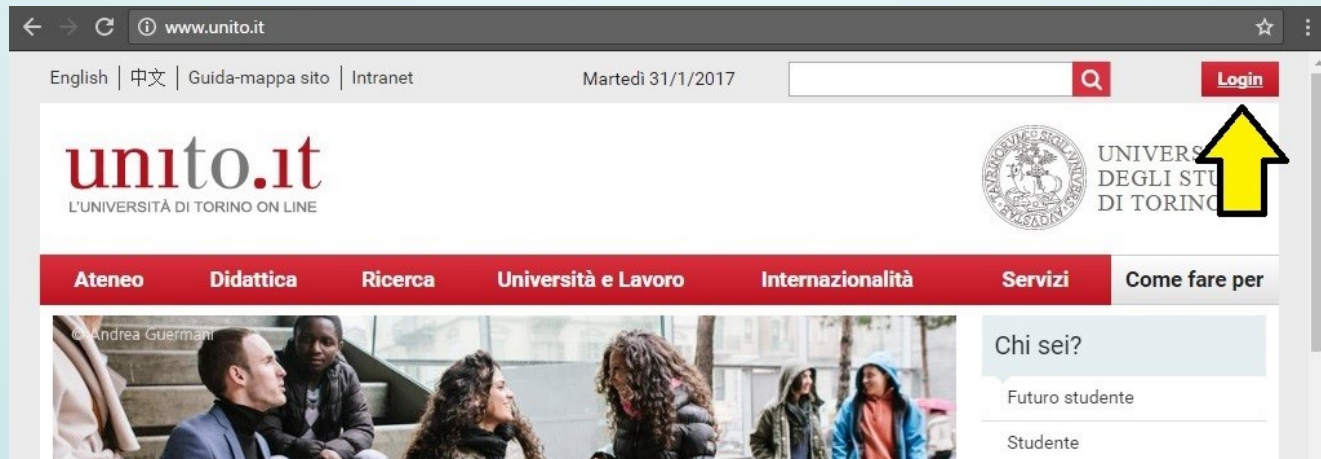 www.unito.it
English | 中文 | Guida-mappa sito | Intranet
Martedì 31/1/2017
Login
unito.it
L'UNIVERSITÀ DI TORINO ON LINE
DEGLI
DI TORINO
Ateneo
Didattica
Ricerca
Università e Lavoro
Internazionalità
Servizi
Come fare per
© Andrea Guermani
Chi sei?
Futuro studente
Studente